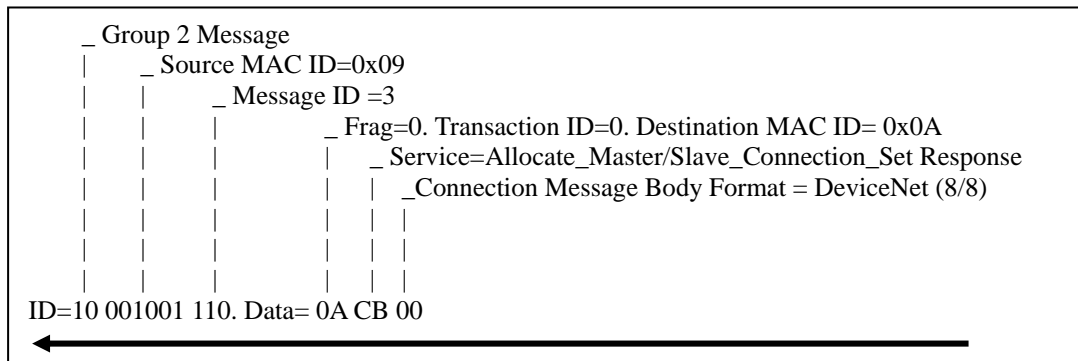 _ Group 2 Message
| _ Source MAC ID=0x09
| | _ Message ID =3
| | | _ Frag=0. Transaction ID=0. Destination MAC ID= 0x0A
| | | | _ Service=Allocate_Master/Slave_Connection_Set Response
| | | | | _Connection Message Body Format = DeviceNet (8/8)
| | | | | |
| | | | | |
| | | | | |
ID=10 001001 110. Data= 0A CB 00